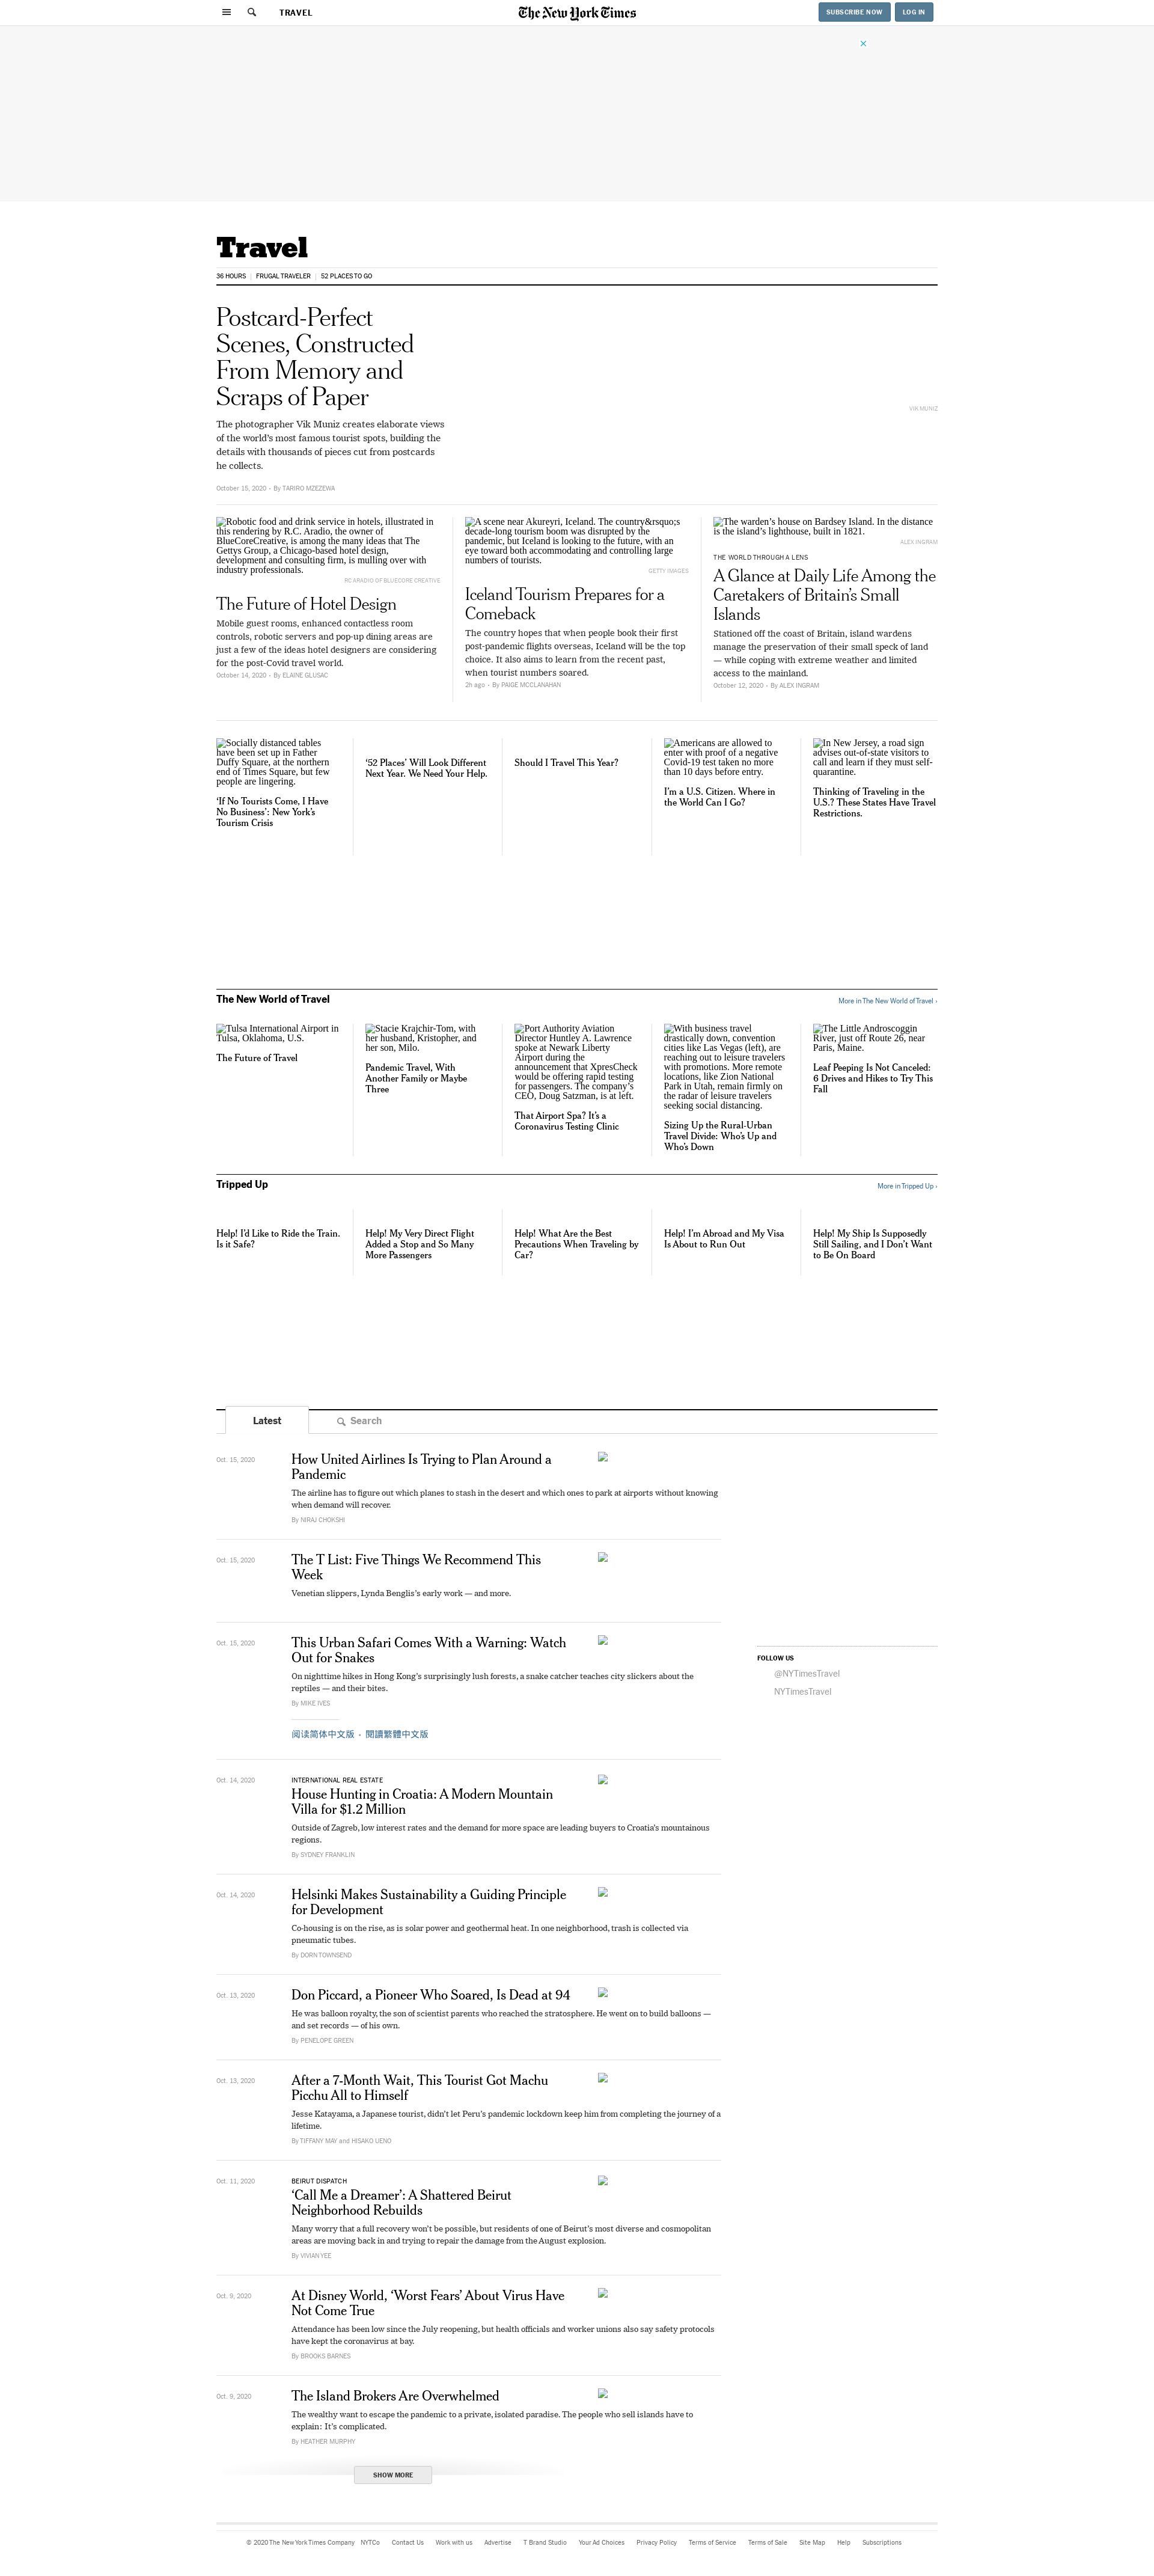 TRAVEL
The New York Times
SUBSCRIBE NOW
LOG IN
Travel
36 HOURS
FRUGAL TRAVELER
52 PLACES TO GO
Postcard-Perfect
Scenes, Constructed
From Memory and
Scraps of Paper
The photographer Vik Muniz creates elaborate views
of the world’s most famous tourist spots, building the
details with thousands of pieces cut from postcards
he collects.
October 15, 2020 - By TARIRO MZEZEWA
VIK MUNIZ
Robotic food and drink service in hotels, illustrated in
this rendering by R.C. Aradio, the owner of
BlueCoreCreative, is among the many ideas that The
Gettys Group, a Chicago-based hotel design,
development and consulting firm, is mulling over with
industry professionals.
RC ARADIO OF BLUECORE CREATIVE
The Future of Hotel Design
Mobile guest rooms, enhanced contactless room
controls, robotic servers and pop-up dining areas are
just a few of the ideas hotel designers are considering
for the post-Covid travel world.
October 14, 2020 - By ELAINE GLUSAC
A scene near Akureyri, Iceland. The country&rsquo;s
decade-long tourism boom was disrupted by the
pandemic, but Iceland is looking to the future, with an
eye toward both accommodating and controlling large
numbers of tourists.
GETTY IMAGES
Iceland Tourism Prepares for a
Comeback
The country hopes that when people book their first
post-pandemic flights overseas, Iceland will be the top
choice. It also aims to learn from the recent past,
when tourist numbers soared.
2h ago - By PAIGE MCCLANAHAN
The warden’s house on Bardsey Island. In the distance
is the island’s lighthouse, built in 1821.
ALEX INGRAM
THE WORLD THROUGH A LENS
A Glance at Daily Life Among the
Caretakers of Britain’s Small
Islands
Stationed off the coast of Britain, island wardens
manage the preservation of their small speck of land
— while coping with extreme weather and limited
access to the mainland.
October 12, 2020 - By ALEX INGRAM
Socially distanced tables
have been set up in Father
Duffy Square, at the northern
end of Times Square, but few
people are lingering.
‘If No Tourists Come, I Have
No Business’: New York’s
Tourism Crisis
‘52 Places’ Will Look Different
Next Year. We Need Your Help.
Should I Travel This Year?
Americans are allowed to
enter with proof of a negative
Covid-19 test taken no more
than 10 days before entry.
I’m a U.S. Citizen. Where in
the World Can I Go?
In New Jersey, a road sign
advises out-of-state visitors to
call and learn if they must self-
quarantine.
Thinking of Traveling in the
U.S.? These States Have Travel
Restrictions.
The New World of Travel
More in The New World of Travel ›
Tulsa International Airport in
Tulsa, Oklahoma, U.S.
The Future of Travel
Stacie Krajchir-Tom, with
her husband, Kristopher, and
her son, Milo.
Pandemic Travel, With
Another Family or Maybe
Three
Port Authority Aviation
Director Huntley A. Lawrence
spoke at Newark Liberty
Airport during the
announcement that XpresCheck
would be offering rapid testing
for passengers. The company’s
CEO, Doug Satzman, is at left.
That Airport Spa? It’s a
Coronavirus Testing Clinic
With business travel
drastically down, convention
cities like Las Vegas (left), are
reaching out to leisure travelers
with promotions. More remote
locations, like Zion National
Park in Utah, remain firmly on
the radar of leisure travelers
seeking social distancing.
Sizing Up the Rural-Urban
Travel Divide: Who’s Up and
Who’s Down
The Little Androscoggin
River, just off Route 26, near
Paris, Maine.
Leaf Peeping Is Not Canceled:
6 Drives and Hikes to Try This
Fall
Tripped Up
More in Tripped Up ›
Help! I’d Like to Ride the Train.
Is it Safe?
Help! My Very Direct Flight
Added a Stop and So Many
More Passengers
Help! What Are the Best
Precautions When Traveling by
Car?
Help! I’m Abroad and My Visa
Is About to Run Out
Help! My Ship Is Supposedly
Still Sailing, and I Don’t Want
to Be On Board
Latest
Search
Oct. 15, 2020
How United Airlines Is Trying to Plan Around a
Pandemic
The airline has to figure out which planes to stash in the desert and which ones to park at airports without knowing
when demand will recover.
By NIRAJ CHOKSHI
Oct. 15, 2020
The T List: Five Things We Recommend This
Week
Venetian slippers, Lynda Benglis’s early work — and more.
Oct. 15, 2020
This Urban Safari Comes With a Warning: Watch
Out for Snakes
On nighttime hikes in Hong Kong’s surprisingly lush forests, a snake catcher teaches city slickers about the
reptiles — and their bites.
By MIKE IVES
阅读简体中文版 • 閱讀繁體中文版
FOLLOW US
@NYTimesTravel
NYTimesTravel
Oct. 14, 2020
INTERNATIONAL REAL ESTATE
House Hunting in Croatia: A Modern Mountain
Villa for $1.2 Million
Outside of Zagreb, low interest rates and the demand for more space are leading buyers to Croatia’s mountainous
regions.
By SYDNEY FRANKLIN
Oct. 14, 2020
Helsinki Makes Sustainability a Guiding Principle
for Development
Co-housing is on the rise, as is solar power and geothermal heat. In one neighborhood, trash is collected via
pneumatic tubes.
By DORN TOWNSEND
Oct. 13, 2020
Don Piccard, a Pioneer Who Soared, Is Dead at 94
He was balloon royalty, the son of scientist parents who reached the stratosphere. He went on to build balloons —
and set records — of his own.
By PENELOPE GREEN
Oct. 13, 2020
After a 7-Month Wait, This Tourist Got Machu
Picchu All to Himself
Jesse Katayama, a Japanese tourist, didn’t let Peru’s pandemic lockdown keep him from completing the journey of a
lifetime.
By TIFFANY MAY and HISAKO UENO
Oct. 11, 2020
BEIRUT DISPATCH
‘Call Me a Dreamer’: A Shattered Beirut
Neighborhood Rebuilds
Many worry that a full recovery won’t be possible, but residents of one of Beirut’s most diverse and cosmopolitan
areas are moving back in and trying to repair the damage from the August explosion.
By VIVIAN YEE
Oct. 9, 2020
At Disney World, ‘Worst Fears’ About Virus Have
Not Come True
Attendance has been low since the July reopening, but health officials and worker unions also say safety protocols
have kept the coronavirus at bay.
By BROOKS BARNES
Oct. 9, 2020
The Island Brokers Are Overwhelmed
The wealthy want to escape the pandemic to a private, isolated paradise. The people who sell islands have to
explain: It’s complicated.
By HEATHER MURPHY
SHOW MORE
© 2020 The New York Times Company NYTCo Contact Us Work with us Advertise T Brand Studio Your Ad Choices Privacy Policy Terms of Service Terms of Sale Site Map Help Subscriptions